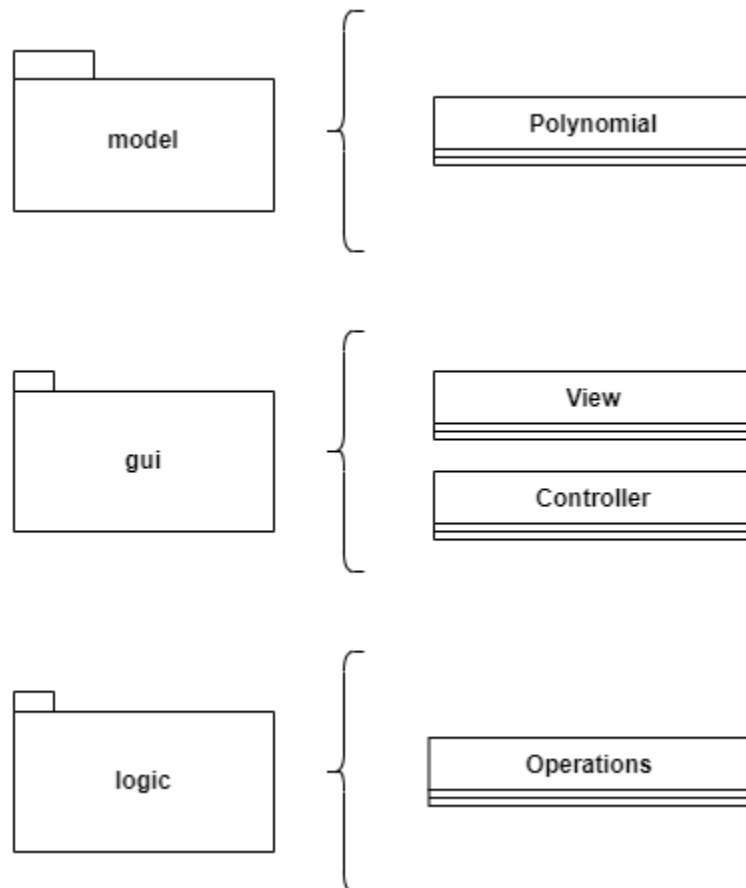 model
Polynomial
gui
View
Controller
logic
Operations